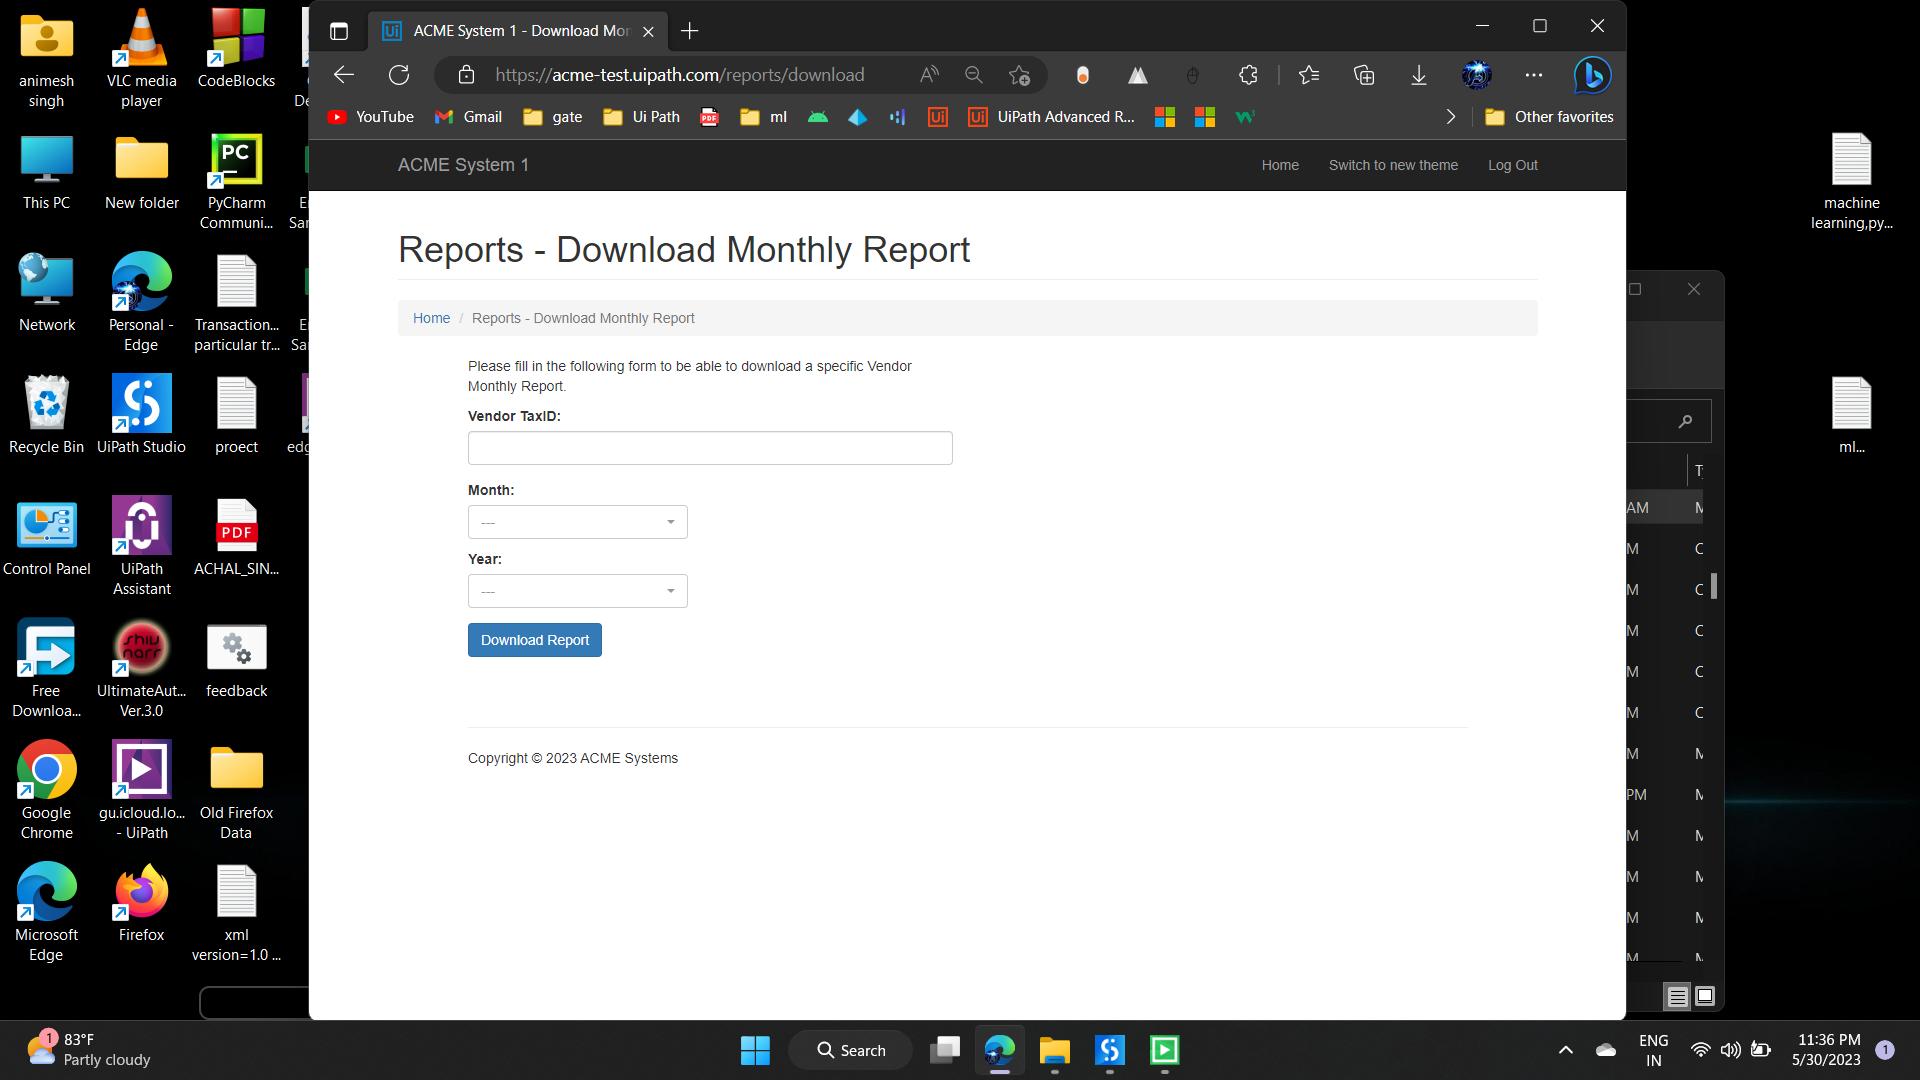 ACME System 1 - Download Mon
https://acme-test.uipath.com/reports/download
YouTube
Gmail
gate
Ui Path
PDF
ml
UiPath Advanced R...
Other favorites
ACME System 1
Home
Switch to new theme
Log Out
Reports - Download Monthly Report
Home / Reports - Download Monthly Report
Please fill in the following form to be able to download a specific Vendor
Monthly Report.
Vendor TaxID:
Month:
---
Year:
---
Download Report
Copyright © 2023 ACME Systems
animesh
singh
VLC media
player
CodeBlocks
This PC
New folder
PyCharm
Communi...
Network
Personal -
Edge
Transaction...
particular tr...
Recycle Bin
UiPath Studio
proect
Control Panel
UiPath
Assistant
PDF
ACHAL_SIN...
Free
Downloa...
UltimateAut...
Ver.3.0
feedback
Google
Chrome
gu.icloud.lo...
- UiPath
Old Firefox
Data
Microsoft
Edge
Firefox
xml
version=1.0 ...
machine
learning,py...
ml...
AM
PM
1
83°F
Partly cloudy
Search
ENG
IN
11:36 PM
5/30/2023
1